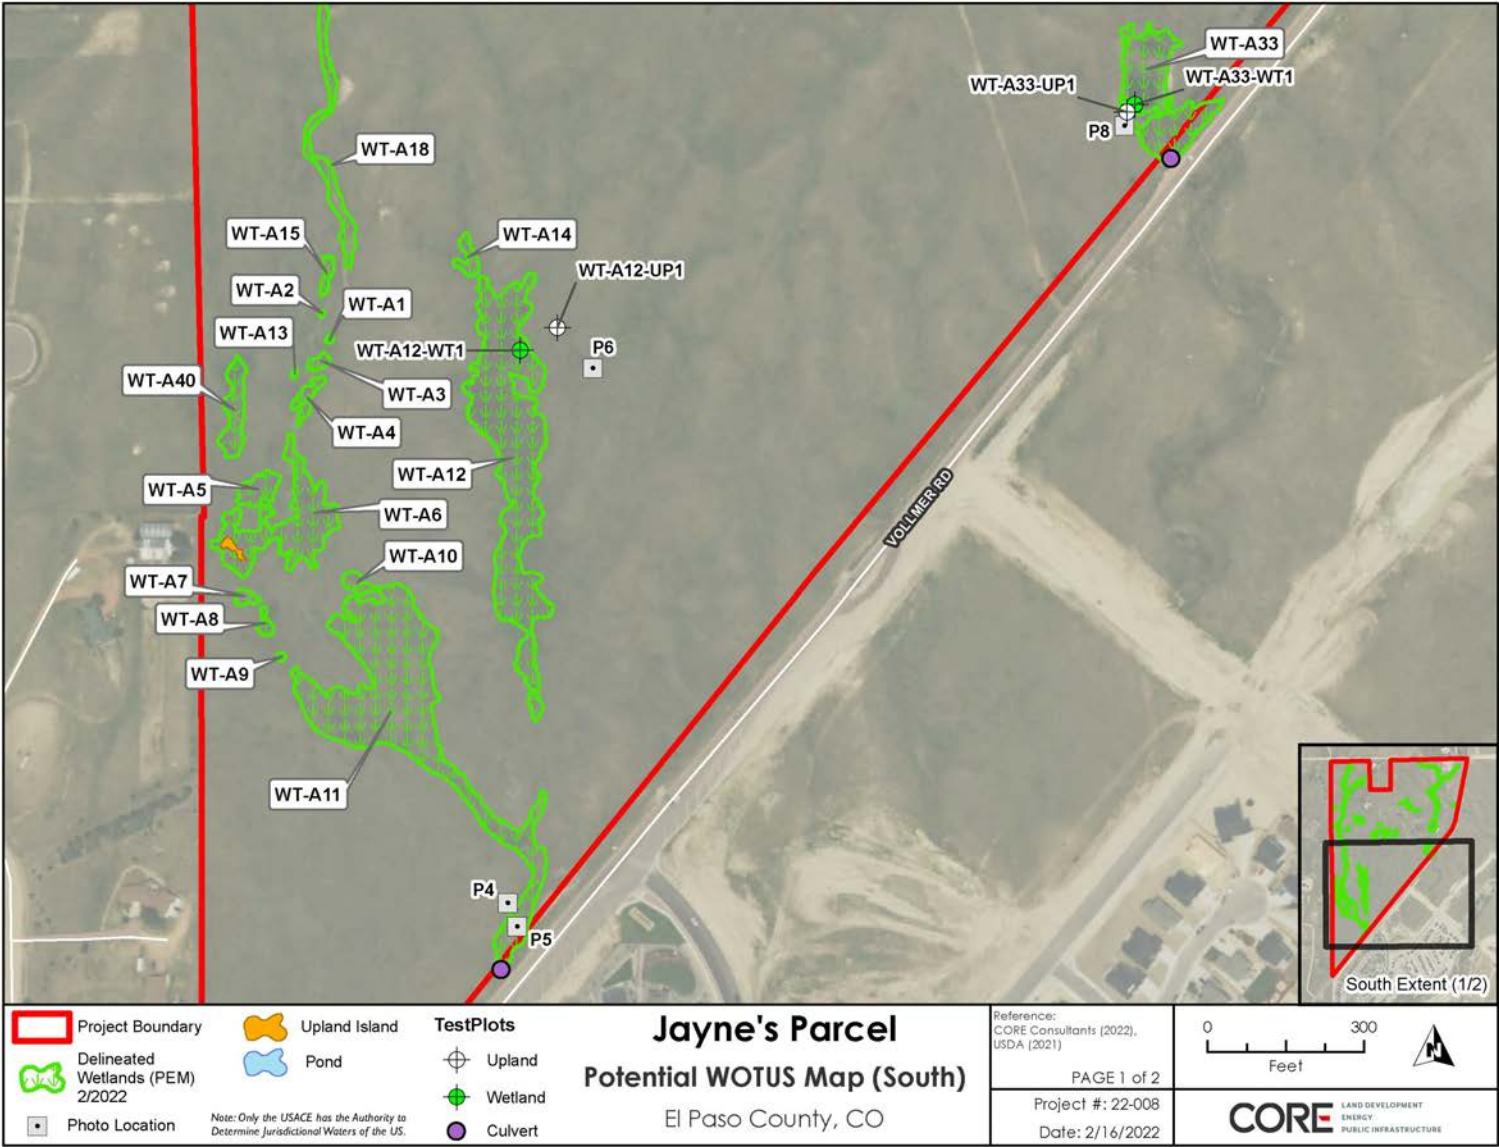 WT-A33
WT-A33-UP1
WT-A33-WT1
P8
WT-A18
WT-A15
WT-A14
WT-A12-UP1
WT-A2
WT-A1
WT-A13
WT-A12-WT1
P6
WT-A40
WT-A3
WT-A4
WT-A12
WT-A5
WT-A6
VOLLMER RD
WT-A10
WT-A7
WT-A8
WT-A9
WT-A11
P4
P5
South Extent (1/2)
Project Boundary
Delineated
Wetlands (PEM)
2/2022
Photo Location
Upland Island
Pond
Note: Only the USACE has the Authority to
Determine Jurisdictional Waters of the US.
TestPlots
Upland
Wetland
Culvert
Jayne's Parcel
Potential WOTUS Map (South)
El Paso County, CO
Reference:
CORE Consultants (2022),
USDA (2021)
PAGE 1 of 2
Project #: 22-008
Date: 2/16/2022
0 300
Feet
N
CORE
LAND DEVELOPMENT
ENERGY
PUBLIC INFRASTRUCTURE